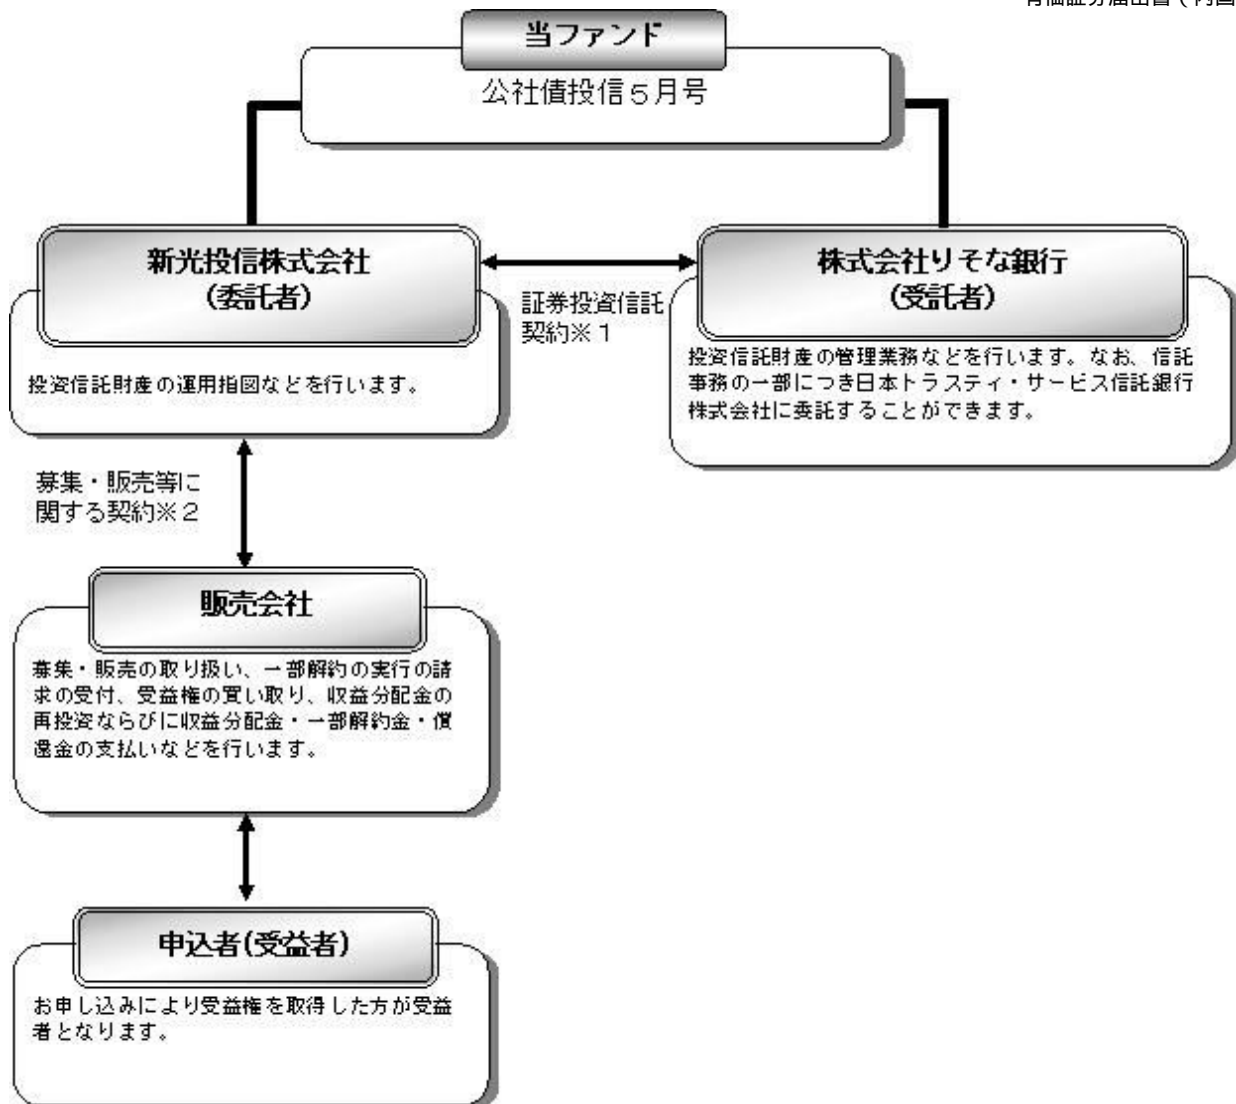 当ファンド
公社債投信５月号
新光投信株式会社
(委託者)
投資信託財産の運用指図などを行います。
証券投資信託
契約※１
株式会社りそな銀行
(受託者)
投資信託財産の管理業務などを行います。なお、信託
事務の一部につき日本トラスティ・サービス信託銀行
株式会社に委託することができます。
募集・販売等に
関する契約※２
販売会社
募集・販売の取り扱い、一部解約の実行の請
求の受付、受益権の買い取り、収益分配金の
再投資ならびに収益分配金・一部解約金・償
還金の支払いなどを行います。
申込者(受益者)
お申し込みにより受益権を取得した方が受益
者となります。